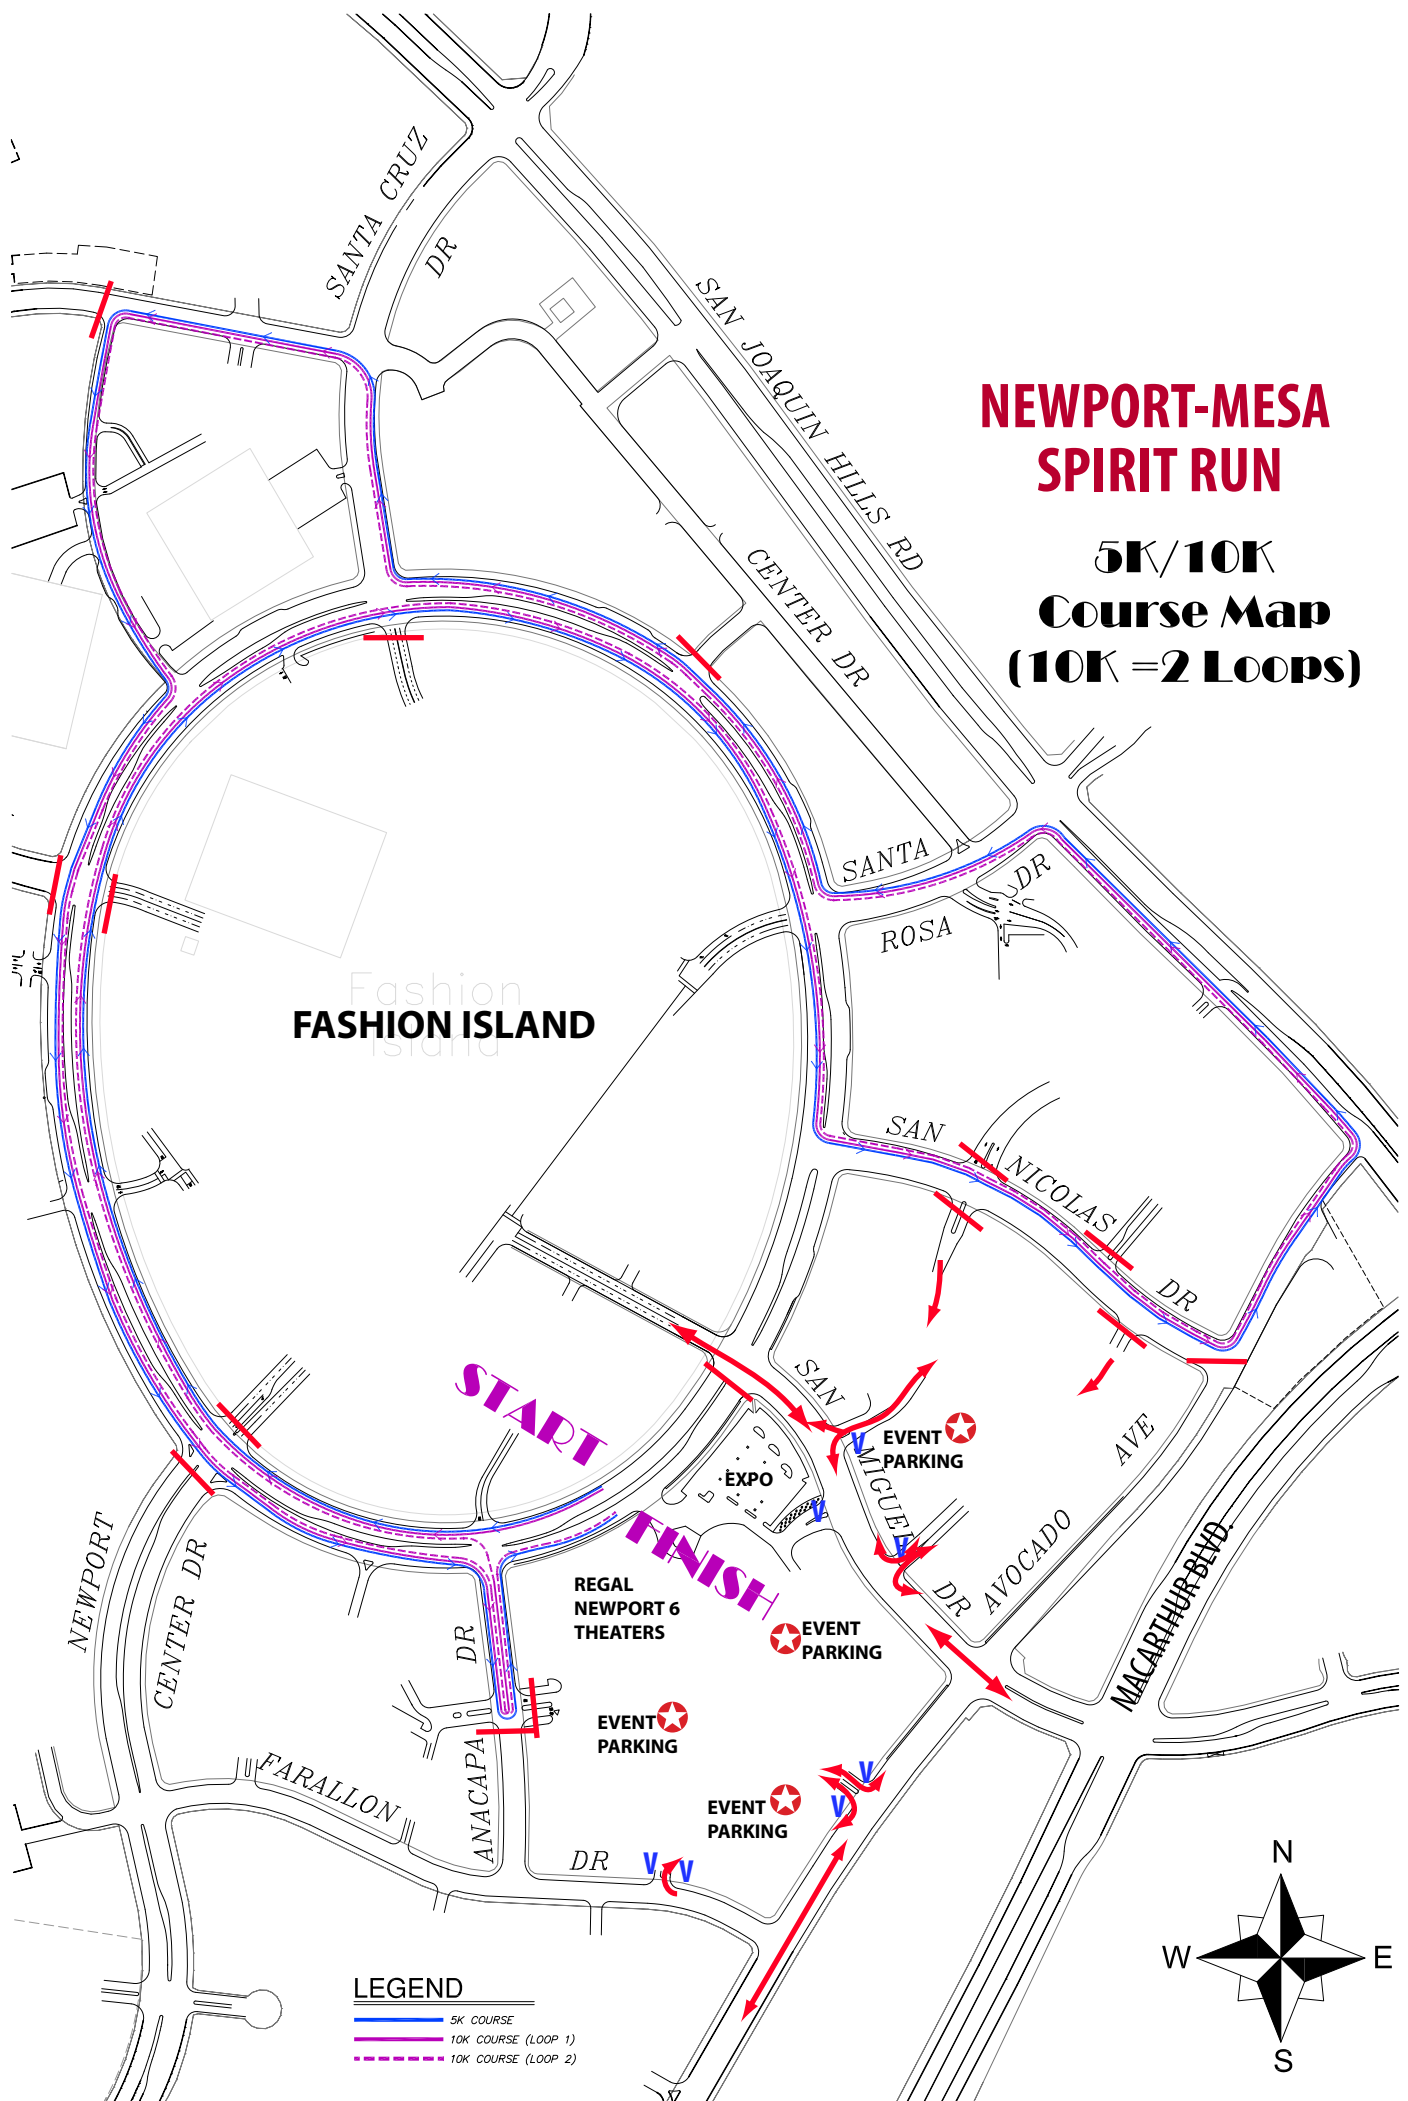 SANTA CRUZ
DR
SAN JOAQUIN HILLS RD
NEWPORT-MESA
SPIRIT RUN
5K/10K
Course Map
(10K =2 Loops)
CENTER DR
SANTA
DR
ROSA
Fashion
Island
FASHION ISLAND
SAN
NICOLAS
DR
START
SAN
MIGUEL
DR
EVENT
PARKING
V
EXPO
V
V
AVE
AVOCADO
MACARTHUR BLVD.
FINISH
NEWPORT
CENTER DR
REGAL
NEWPORT 6
THEATERS
DR
ANACAPA
EVENT
PARKING
EVENT
PARKING
EVENT
PARKING
V
V
FARALLON
DR
V
V
N
W
E
S
LEGEND
5K COURSE
10K COURSE (LOOP 1)
10K COURSE (LOOP 2)